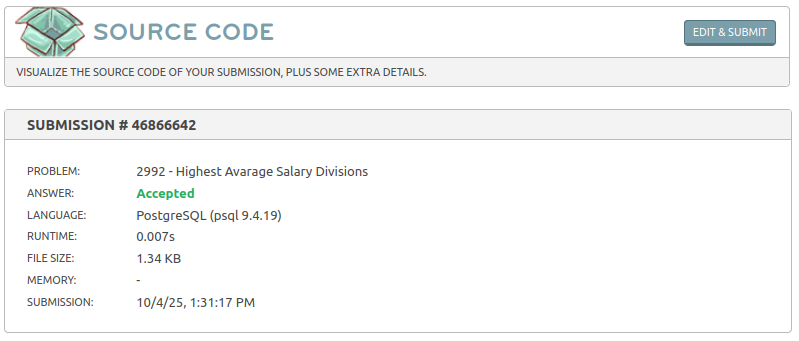 SOURCE CODE
EDIT & SUBMIT
VISUALIZE THE SOURCE CODE OF YOUR SUBMISSION, PLUS SOME EXTRA DETAILS.
SUBMISSION # 46866642
PROBLEM: 2992 - Highest Avarage Salary Divisions
ANSWER: Accepted
LANGUAGE: PostgreSQL (psql 9.4.19)
RUNTIME: 0.007s
FILE SIZE: 1.34 KB
MEMORY: -
SUBMISSION: 10/4/25, 1:31:17 PM